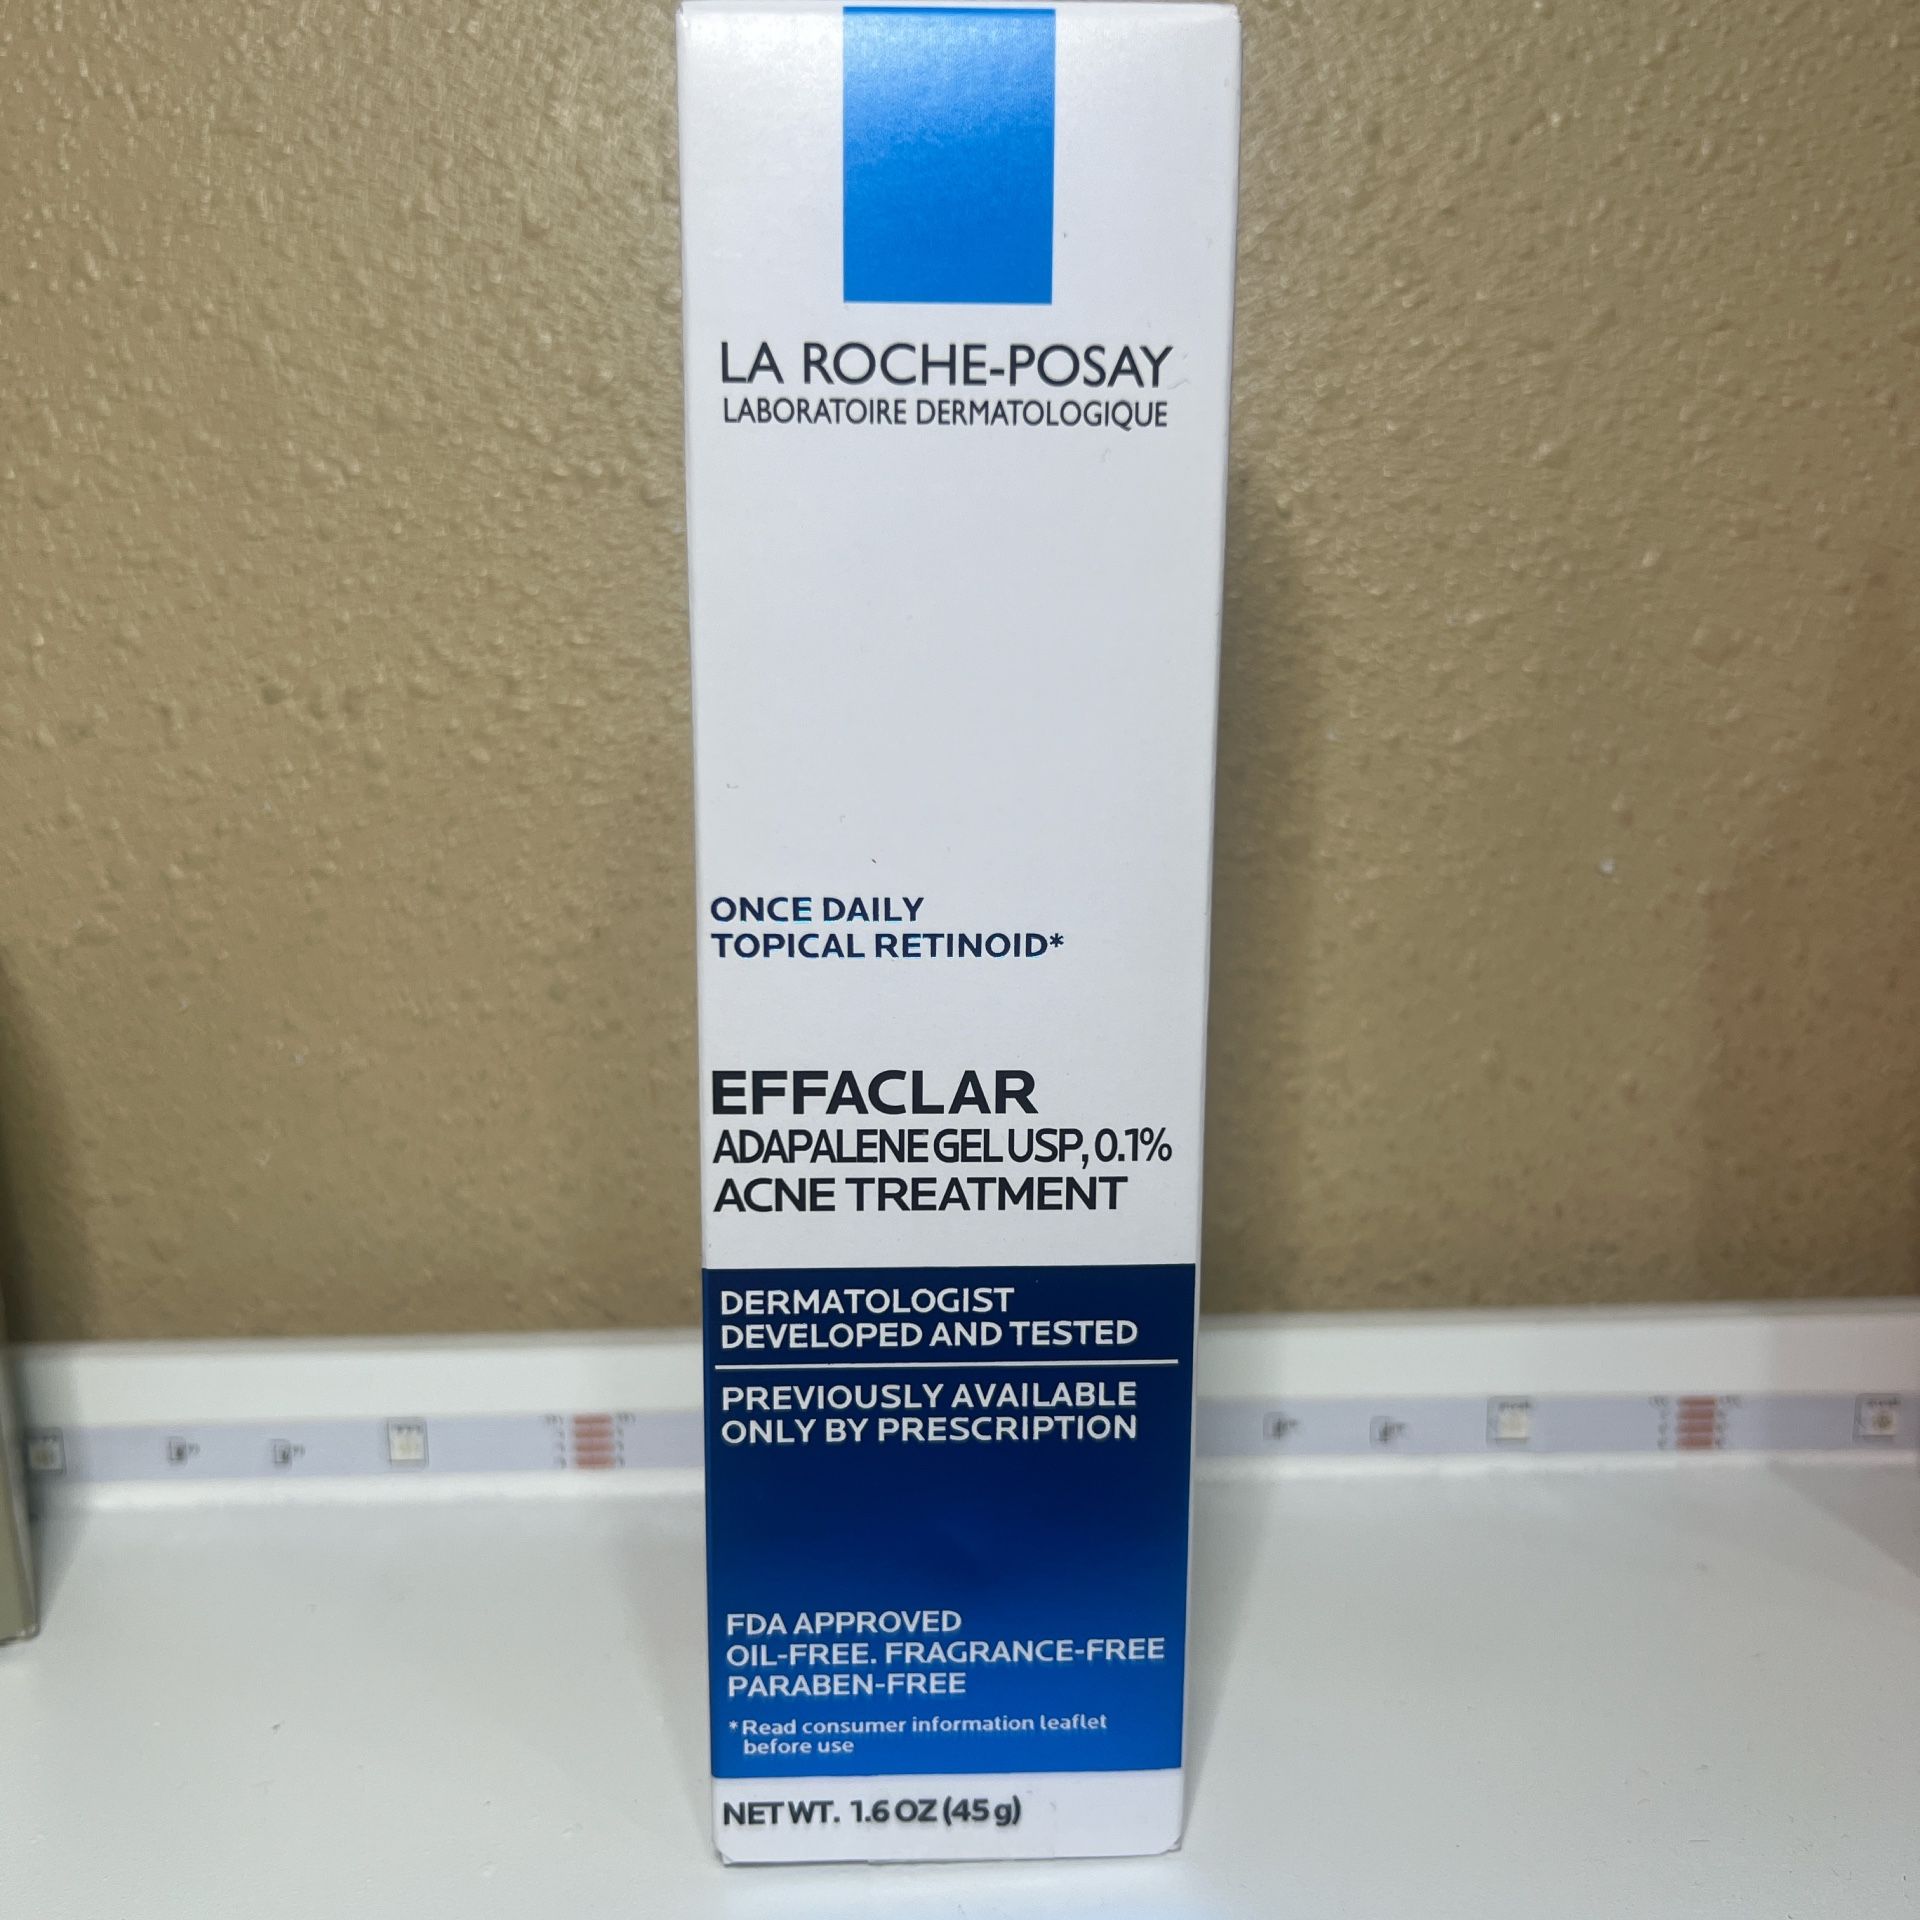 LA ROCHE-POSAY
LABORATOIRE DERMATOLOGIQUE
ONCE DAILY
TOPICAL RETINOID*
EFFACLAR
ADAPALENE GEL USP, 0.1%
ACNE TREATMENT
DERMATOLOGIST
DEVELOPED AND TESTED
PREVIOUSLY AVAILABLE
ONLY BY PRESCRIPTION
FDA APPROVED
OIL-FREE. FRAGRANCE-FREE
PARABEN-FREE
*Read consumer information leaflet
before use
NET WT. 1.6 OZ (45 g)